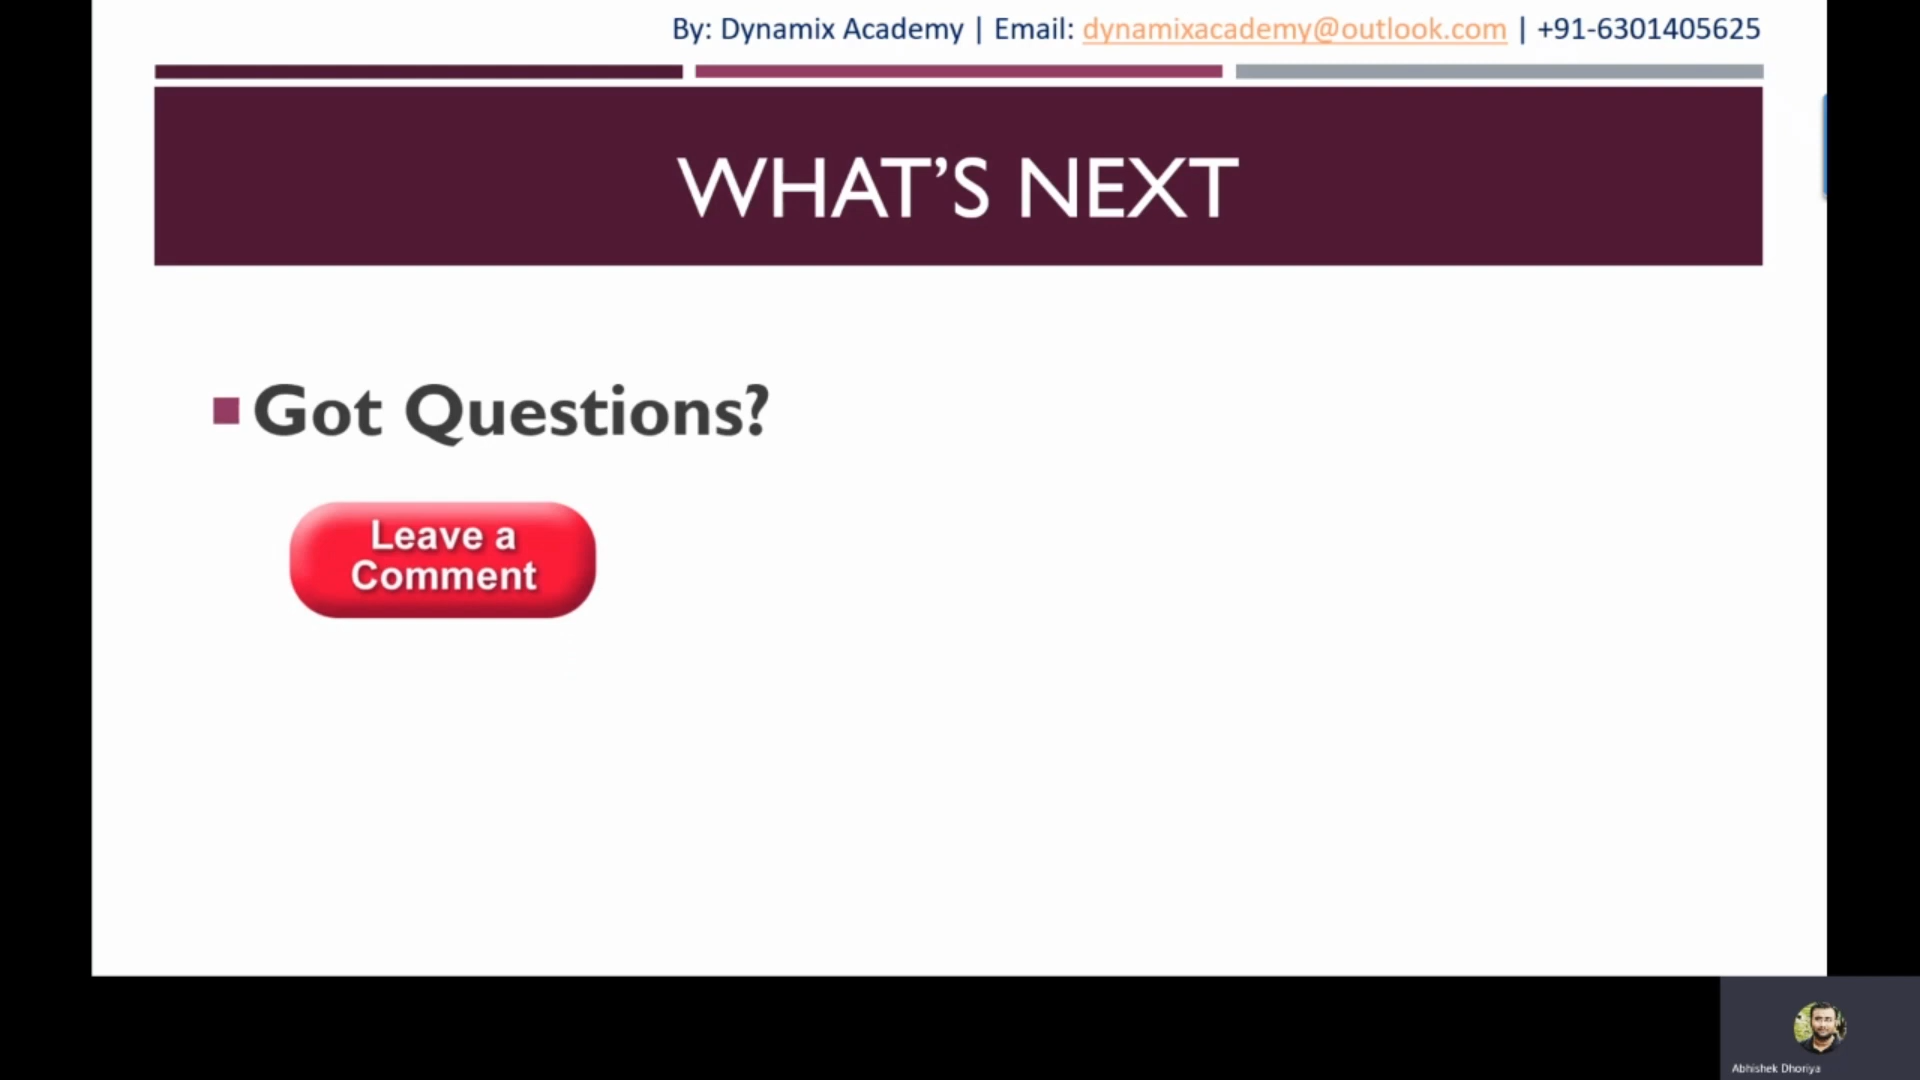 By: Dynamix Academy | Email: dynamixacademy@outlook.com | +91-6301405625
WHAT’S NEXT
Got Questions?
Leave a
Comment
Abhishek Dhoriya